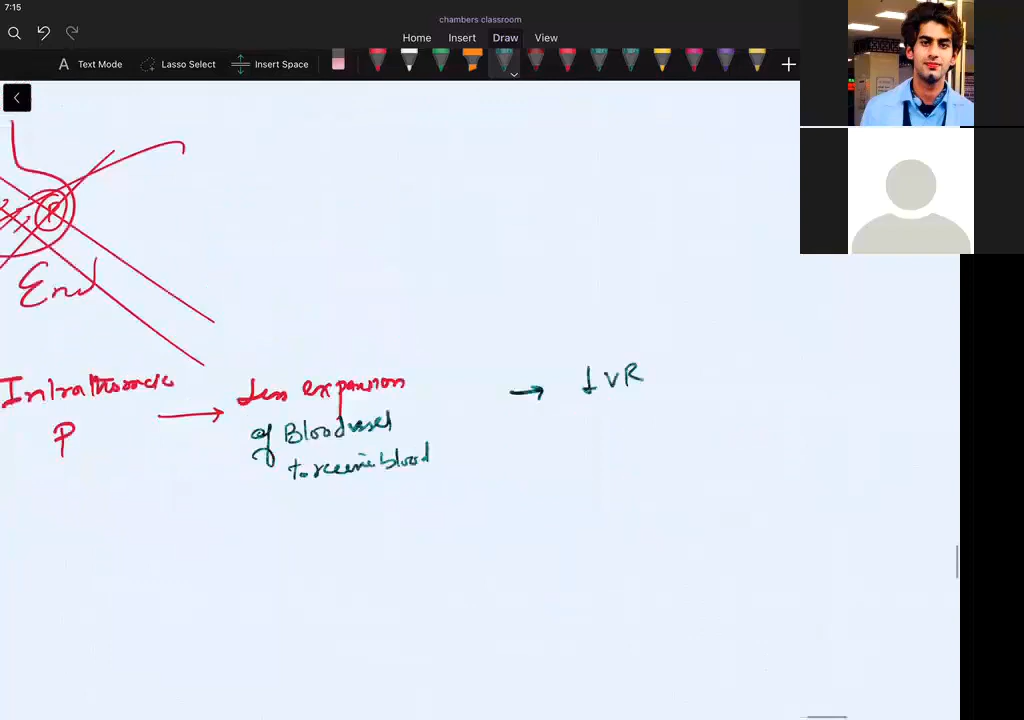 7:15
chambers classroom
Home Insert Draw View
A Text Mode Lasso Select Insert Space
R
End
Intrathoracic
P
less expansion
of Blood vessel
to receive blood
↓ VR